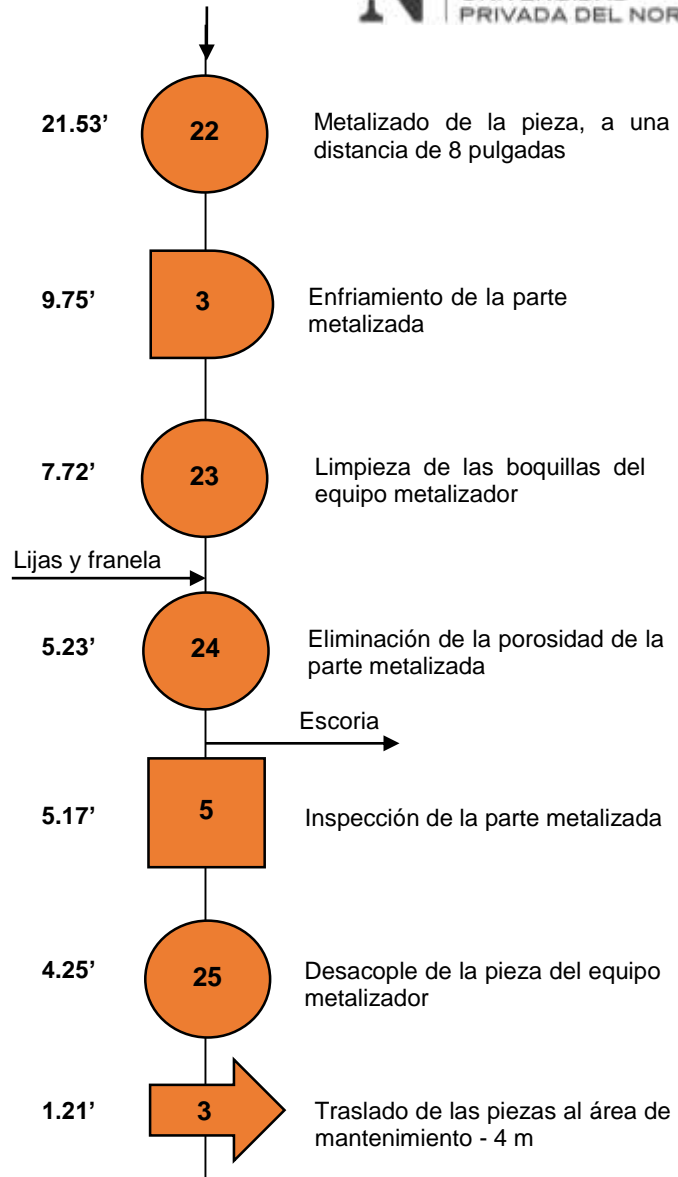 N
PRIVADA DEL NOR
21.53’
22
Metalizado de la pieza, a una
distancia de 8 pulgadas
9.75’
3
Enfriamiento de la parte
metalizada
7.72’
23
Limpieza de las boquillas del
equipo metalizador
Lijas y franela
5.23’
24
Eliminación de la porosidad de la
parte metalizada
Escoria
5.17’
5
Inspección de la parte metalizada
4.25’
25
Desacople de la pieza del equipo
metalizador
1.21’
3
Traslado de las piezas al área de
mantenimiento - 4 m